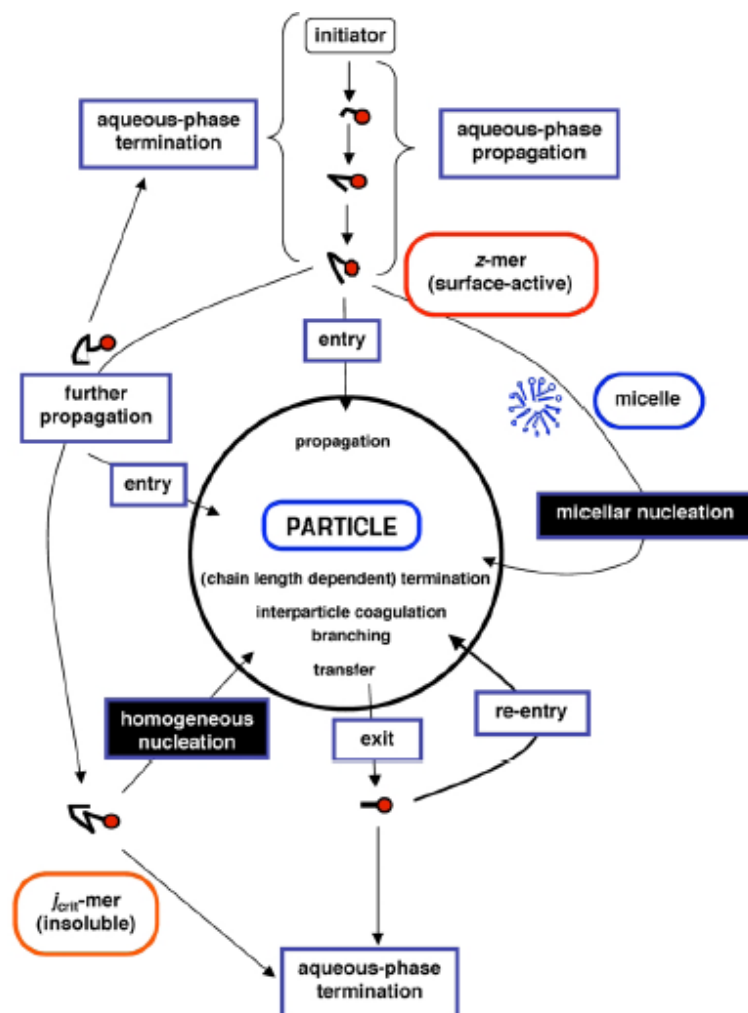 initiator
aqueous-phase
termination
aqueous-phase
propagation
z-mer
(surface-active)
entry
further
propagation
micelle
propagation
entry
PARTICLE
micellar nucleation
(chain length dependent) termination
interparticle coagulation
branching
transfer
homogeneous
nucleation
re-entry
exit
jcrit-mer
(insoluble)
aqueous-phase
termination